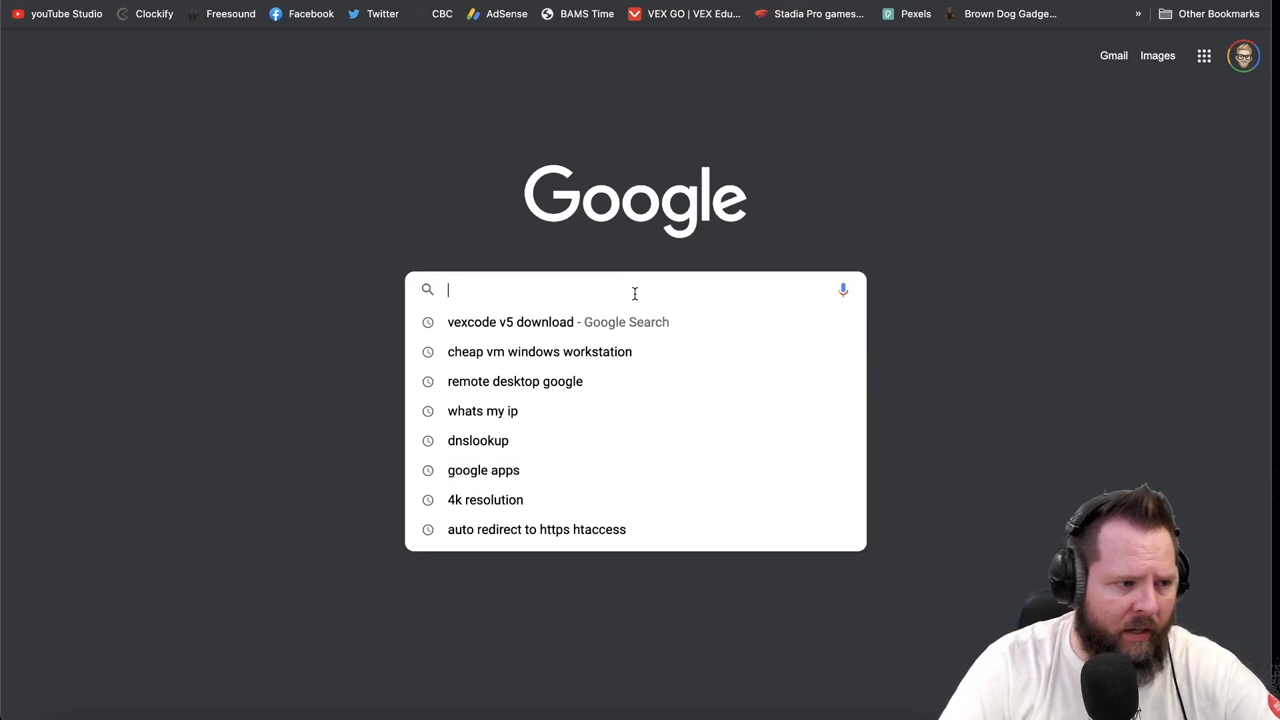 youTube Studio Clockify Freesound Facebook Twitter CBC AdSense BAMS Time VEX GO | VEX Edu... Stadia Pro games... Pexels Brown Dog Gadge... » Other Bookmarks
Gmail Images
Google
vexcode v5 download - Google Search
cheap vm windows workstation
remote desktop google
whats my ip
dnslookup
google apps
4k resolution
auto redirect to https htaccess